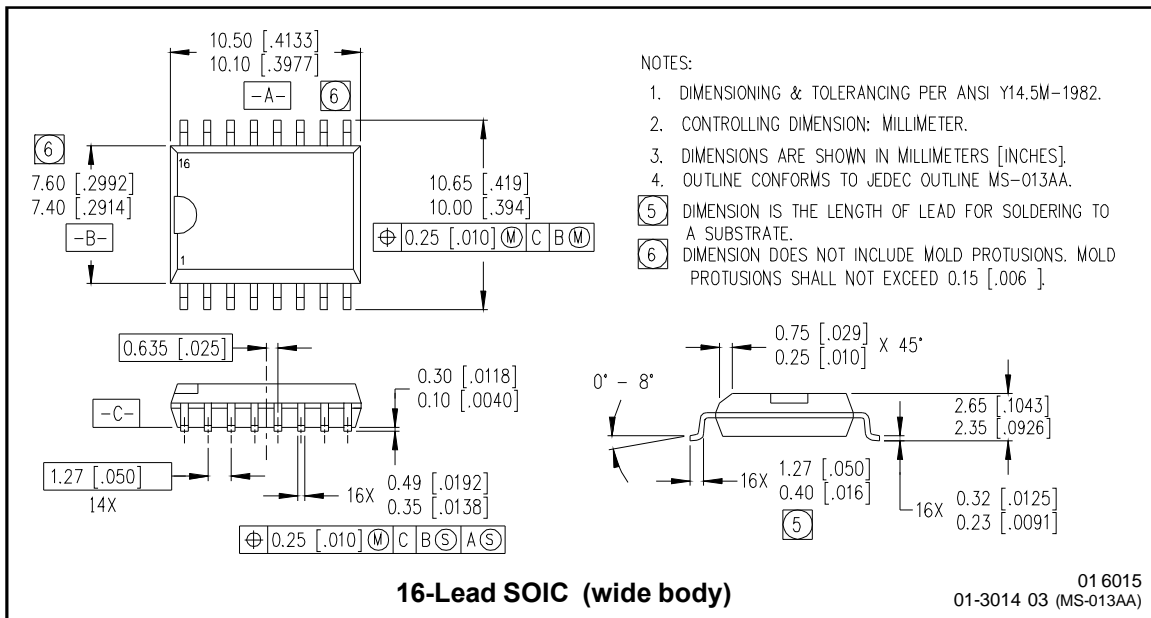 10.50 [.4133]
10.10 [.3977]
-A-
6
6
7.60 [.2992]
7.40 [.2914]
-B-
16
1
10.65 [.419]
10.00 [.394]
⌖ 0.25 [.010] Ⓜ C B Ⓜ
NOTES:
1. DIMENSIONING & TOLERANCING PER ANSI Y14.5M-1982.
2. CONTROLLING DIMENSION: MILLIMETER.
3. DIMENSIONS ARE SHOWN IN MILLIMETERS [INCHES].
4. OUTLINE CONFORMS TO JEDEC OUTLINE MS-013AA.
5 DIMENSION IS THE LENGTH OF LEAD FOR SOLDERING TO
A SUBSTRATE.
6 DIMENSION DOES NOT INCLUDE MOLD PROTUSIONS. MOLD
PROTUSIONS SHALL NOT EXCEED 0.15 [.006 ].
0.635 [.025]
-C-
0.30 [.0118]
0.10 [.0040]
1.27 [.050]
14X
16X 0.49 [.0192]
0.35 [.0138]
⌖ 0.25 [.010] Ⓜ C B Ⓢ A Ⓢ
0.75 [.029]
0.25 [.010] X 45°
0° - 8°
2.65 [.1043]
2.35 [.0926]
16X 1.27 [.050]
0.40 [.016]
5
16X 0.32 [.0125]
0.23 [.0091]
16-Lead SOIC (wide body)
01 6015
01-3014 03 (MS-013AA)